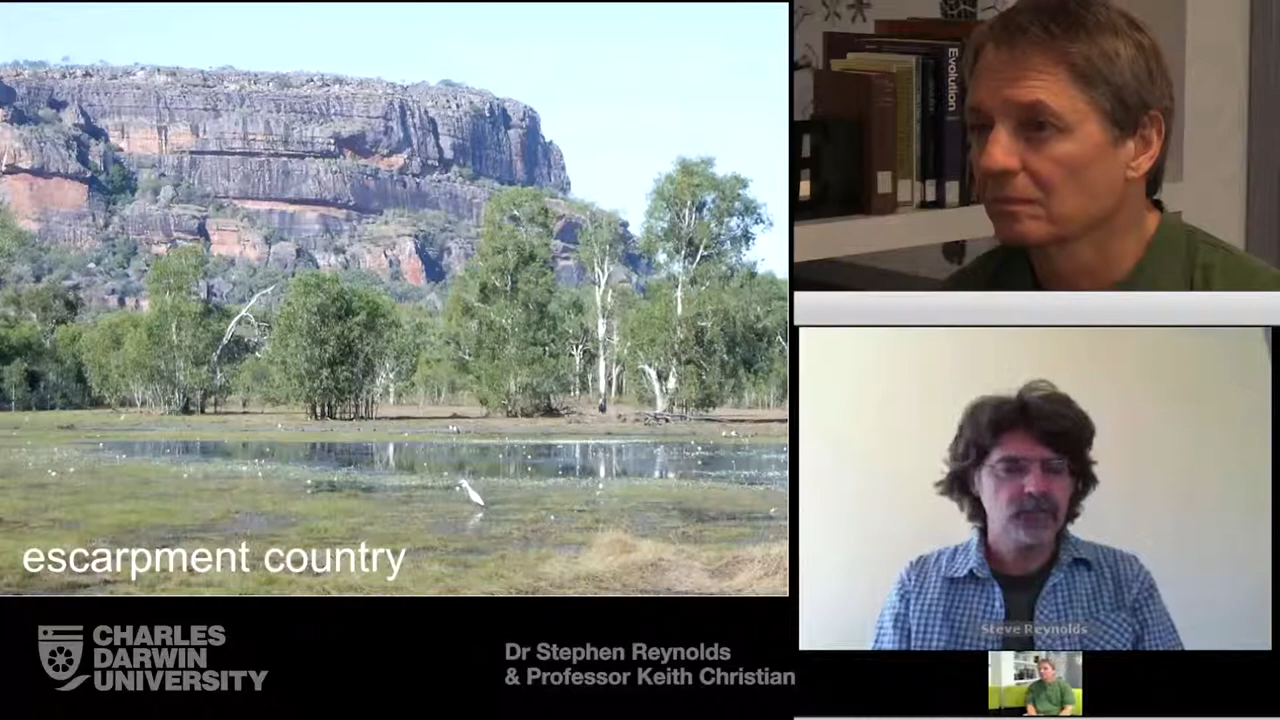 escarpment country
Evolution
Steve Reynolds
CHARLES
DARWIN
UNIVERSITY
Dr Stephen Reynolds
& Professor Keith Christian